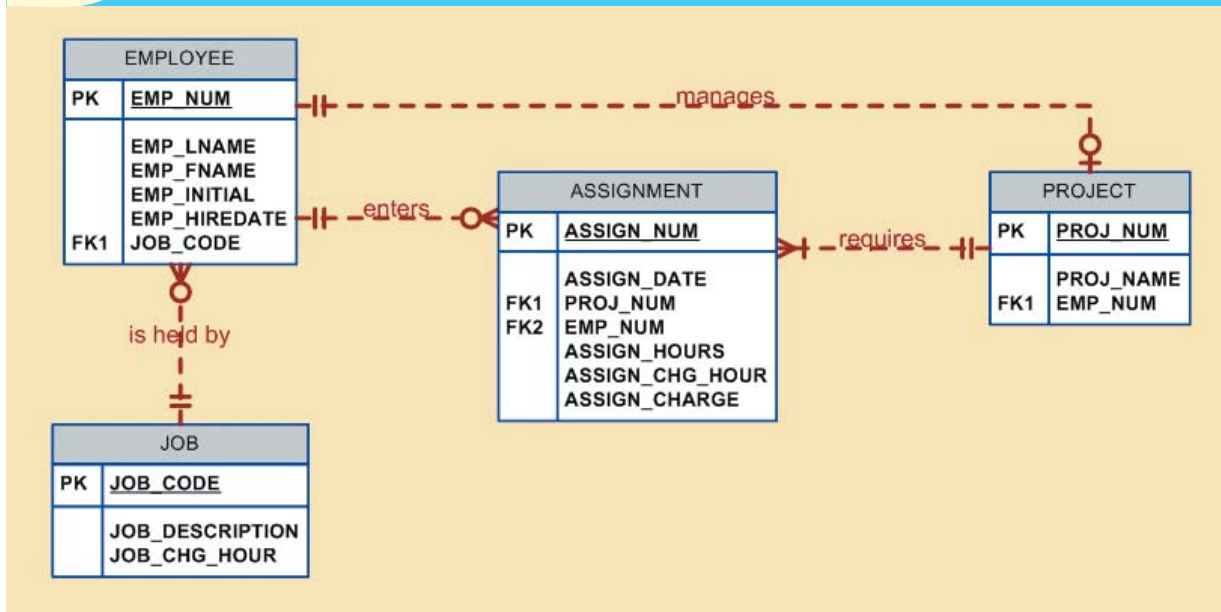 EMPLOYEE
PK EMP_NUM
EMP_LNAME
EMP_FNAME
EMP_INITIAL
EMP_HIREDATE
FK1 JOB_CODE
manages
enters
ASSIGNMENT
PK ASSIGN_NUM
ASSIGN_DATE
FK1 PROJ_NUM
FK2 EMP_NUM
ASSIGN_HOURS
ASSIGN_CHG_HOUR
ASSIGN_CHARGE
requires
PROJECT
PK PROJ_NUM
PROJ_NAME
FK1 EMP_NUM
is held by
JOB
PK JOB_CODE
JOB_DESCRIPTION
JOB_CHG_HOUR